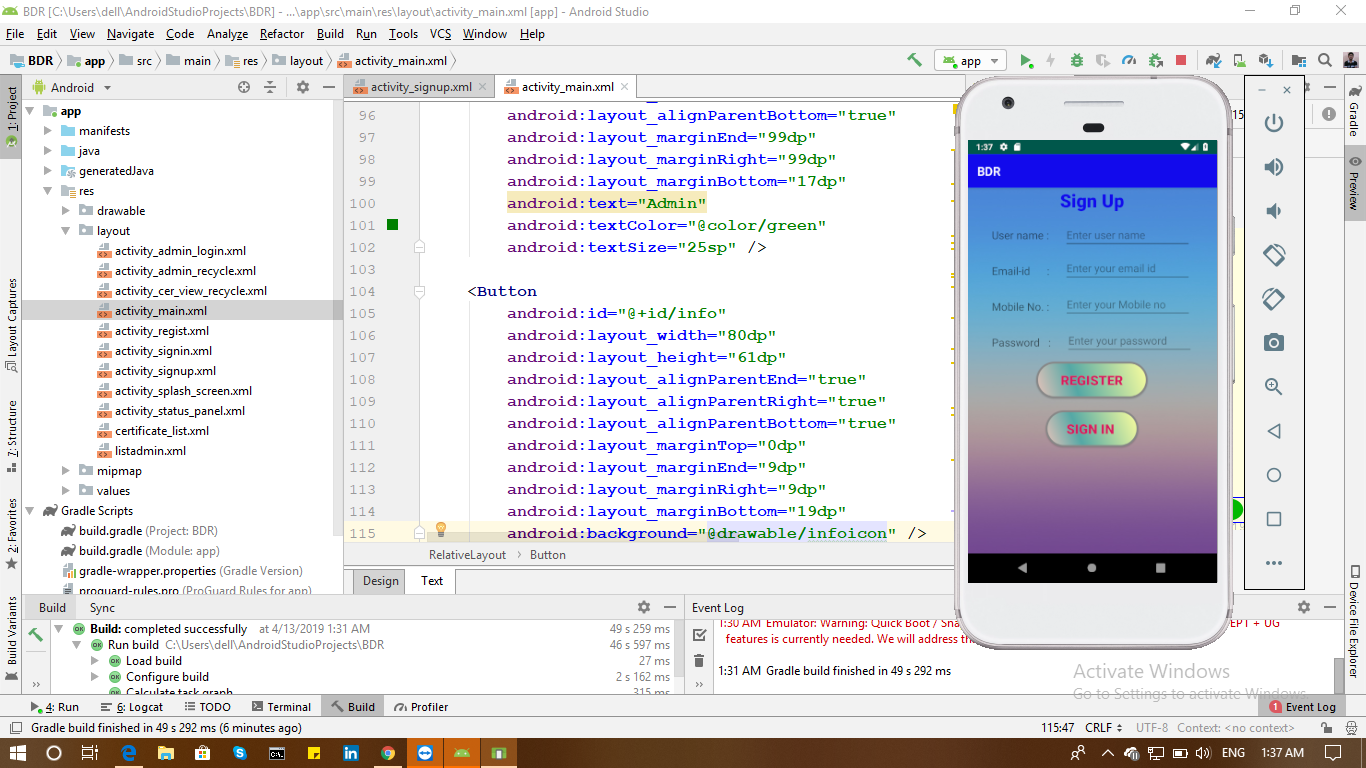 BDR [C:\Users\dell\AndroidStudioProjects\BDR] - ...\app\src\main\res\layout\activity_main.xml [app] - Android Studio
File Edit View Navigate Code Analyze Refactor Build Run Tools VCS Window Help
BDR app src main res layout activity_main.xml app
1: Project
Layout Captures
7: Structure
2: Favorites
Build Variants
Android
app
manifests
java
generatedJava
res
drawable
layout
activity_admin_login.xml
activity_admin_recycle.xml
activity_cer_view_recycle.xml
activity_main.xml
activity_regist.xml
activity_signin.xml
activity_signup.xml
activity_splash_screen.xml
activity_status_panel.xml
certificate_list.xml
listadmin.xml
mipmap
values
Gradle Scripts
build.gradle (Project: BDR)
build.gradle (Module: app)
gradle-wrapper.properties (Gradle Version)
proguard-rules.pro (ProGuard Rules for app)
activity_signup.xml activity_main.xml
96 android:layout_alignParentBottom="true"
97 android:layout_marginEnd="99dp"
98 android:layout_marginRight="99dp"
99 android:layout_marginBottom="17dp"
100 android:text="Admin"
101 android:textColor="@color/green"
102 android:textSize="25sp" />
103
104 <Button
105 android:id="@+id/info"
106 android:layout_width="80dp"
107 android:layout_height="61dp"
108 android:layout_alignParentEnd="true"
109 android:layout_alignParentRight="true"
110 android:layout_alignParentBottom="true"
111 android:layout_marginTop="0dp"
112 android:layout_marginEnd="9dp"
113 android:layout_marginRight="9dp"
114 android:layout_marginBottom="19dp"
115 android:background="@drawable/infoicon" />
RelativeLayout Button
Design Text
1:37
BDR
Sign Up
User name : Enter user name
Email-id : Enter your email id
Mobile No. : Enter your Mobile no
Password : Enter your password
REGISTER
SIGN IN
Gradle
Preview
Device File Explorer
Build Sync
Build: completed successfully at 4/13/2019 1:31 AM 49 s 259 ms
Run build C:\Users\dell\AndroidStudioProjects\BDR 46 s 597 ms
Load build 27 ms
Configure build 2 s 162 ms
Calculate task graph 315 ms
Event Log
1:30 AM Emulator: Warning: Quick Boot / Sna EPT + UG
features is currently needed. We will address th
1:31 AM Gradle build finished in 49 s 292 ms
Activate Windows
Go to Settings to activate Windows.
4: Run 6: Logcat TODO Terminal Build Profiler 1 Event Log
Gradle build finished in 49 s 292 ms (6 minutes ago) 115:47 CRLF UTF-8 Context: <no context>
ENG 1:37 AM